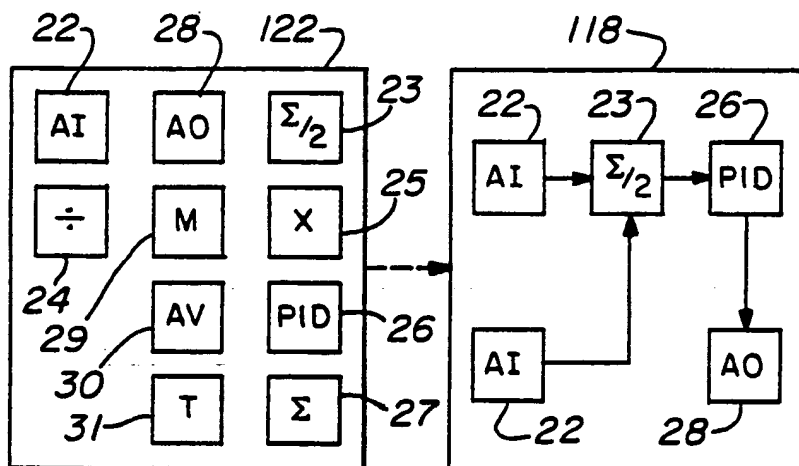 22 28 122 118
23 22 23 26
AI AO Σ/2
25 AI Σ/2 PID
÷ M X
24
29 AV PID 26 AI AO
30
31 T Σ 27 22 28